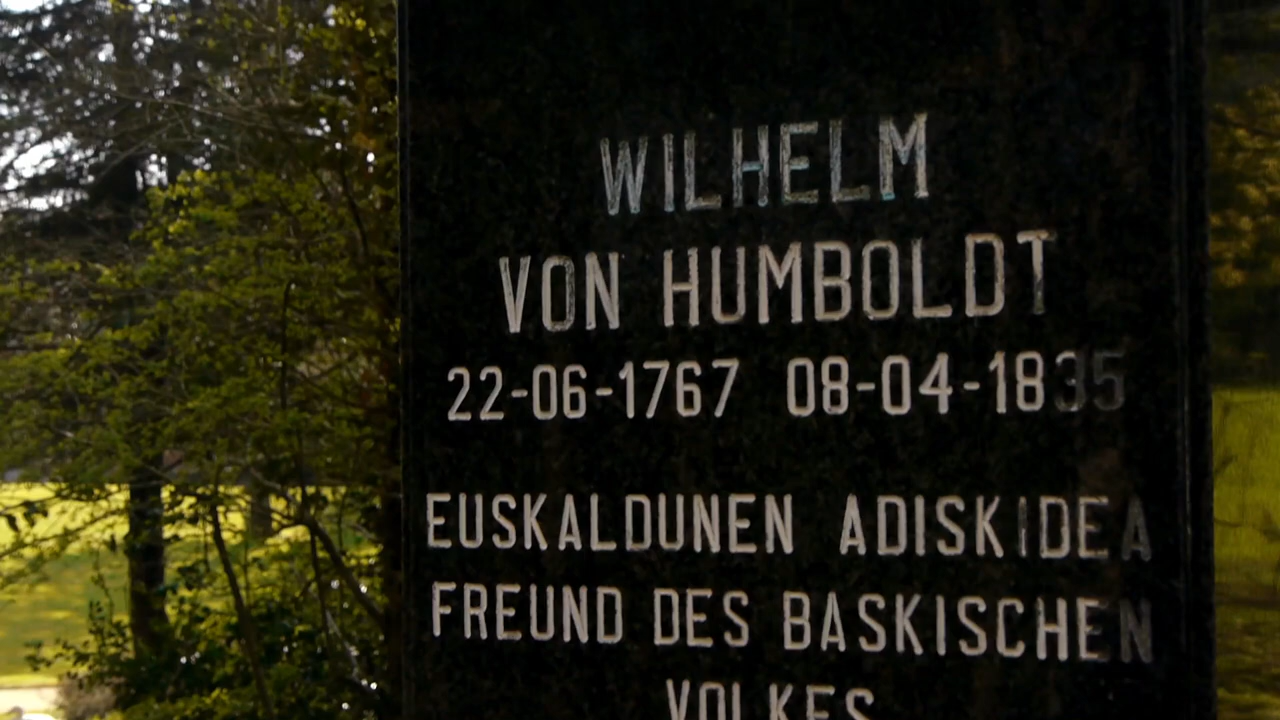 WILHELM
VON HUMBOLDT
22-06-1767 08-04-1835
EUSKALDUNEN ADISKIDEA
FREUND DES BASKISCHEN
VOLKES